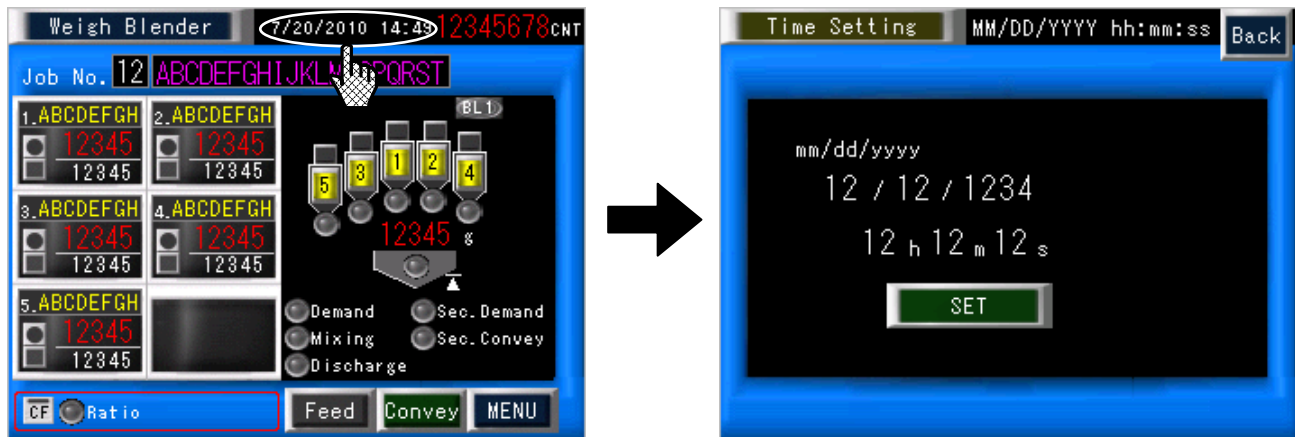 Weigh Blender 7/20/2010 14:49 12345678CNT
Job No. 12 ABCDEFGHIJKLM PQRST
1.ABCDEFGH 2.ABCDEFGH
12345 12345
12345 12345
3.ABCDEFGH 4.ABCDEFGH
12345 12345
12345 12345
5.ABCDEFGH
12345
12345
BL1
5 3 1 2 4
12345 g
Demand Sec.Demand
Mixing Sec.Convey
Discharge
CF Ratio
Feed Convey MENU
Time Setting MM/DD/YYYY hh:mm:ss Back
mm/dd/yyyy
12 / 12 / 1234
12 h 12 m 12 s
SET